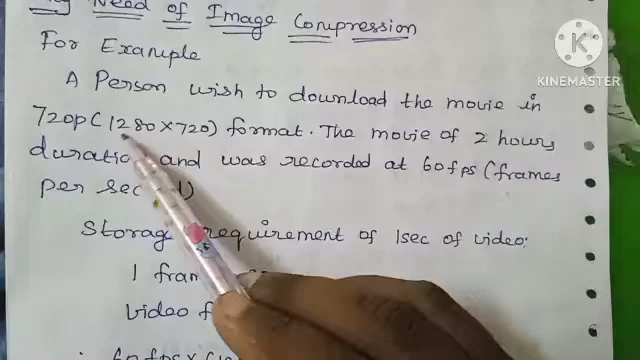 Need of Image Compression
For Example
A Person wish to download the movie in
720p (1280×720) format. The movie of 2 hours
duration and was recorded at 60fps (frames
per sec
Storage requirement of 1sec of video:
1 fram
video f
60 fps ×
KINEMASTER